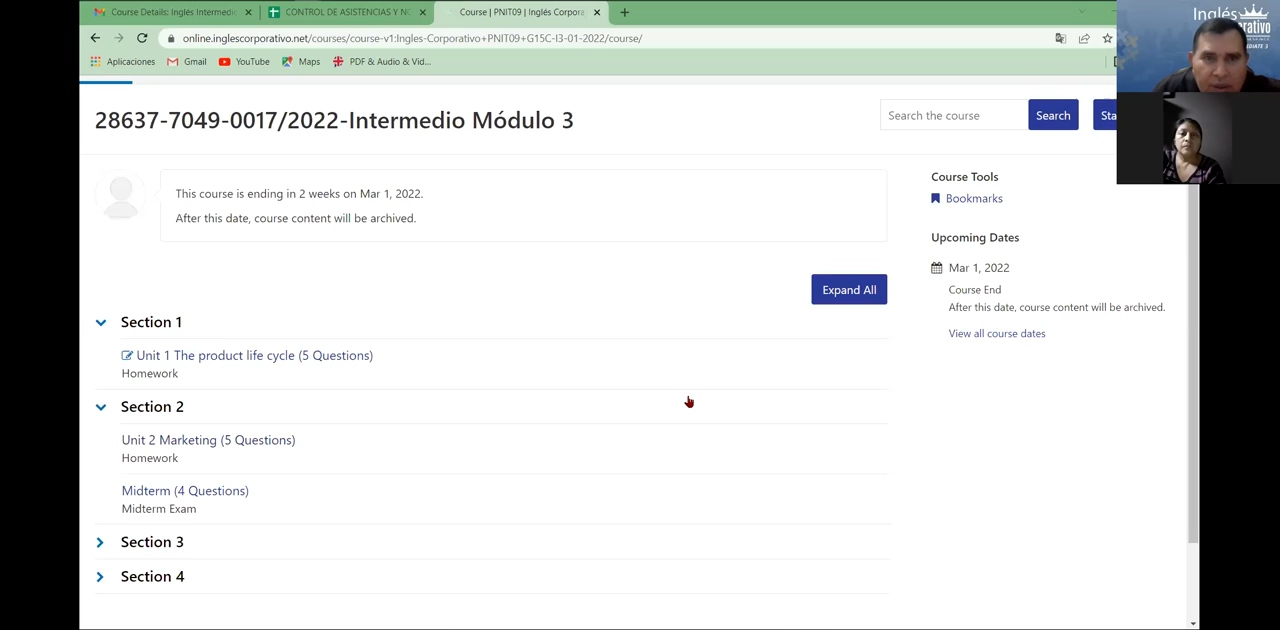 Course Details: Inglés Intermedi
CONTROL DE ASISTENCIAS Y NO
Course | PNIT09 | Inglés Corpora
online.inglescorporativo.net/courses/course-v1:Ingles-Corporativo+PNIT09+G15C-I3-01-2022/course/
Aplicaciones
Gmail
YouTube
Maps
PDF & Audio & Vid...
Inglés
28637-7049-0017/2022-Intermedio Módulo 3
Search the course
Search
Sta
This course is ending in 2 weeks on Mar 1, 2022.
After this date, course content will be archived.
Course Tools
Bookmarks
Upcoming Dates
Mar 1, 2022
Course End
After this date, course content will be archived.
View all course dates
Expand All
Section 1
Unit 1 The product life cycle (5 Questions)
Homework
Section 2
Unit 2 Marketing (5 Questions)
Homework
Midterm (4 Questions)
Midterm Exam
Section 3
Section 4